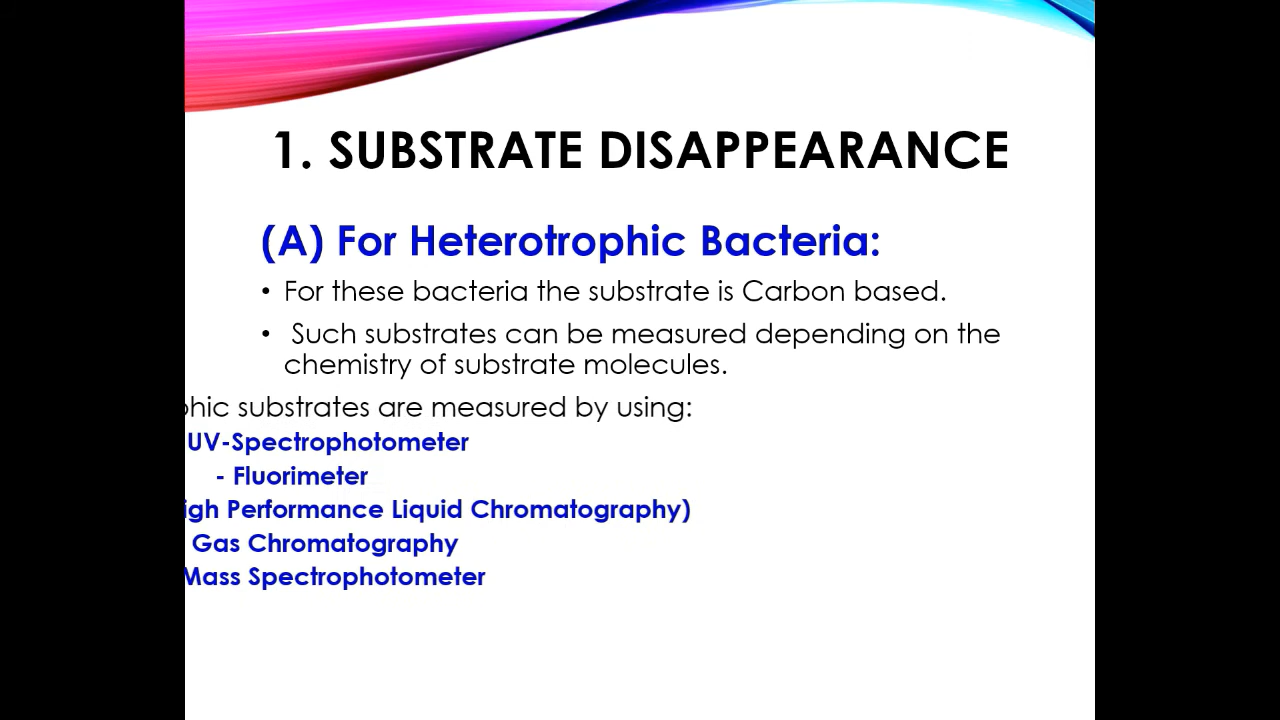 1. SUBSTRATE DISAPPEARANCE
(A) For Heterotrophic Bacteria:
• For these bacteria the substrate is Carbon based.
• Such substrates can be measured depending on the
chemistry of substrate molecules.
phic substrates are measured by using:
UV-Spectrophotometer
- Fluorimeter
igh Performance Liquid Chromatography)
Gas Chromatography
Mass Spectrophotometer